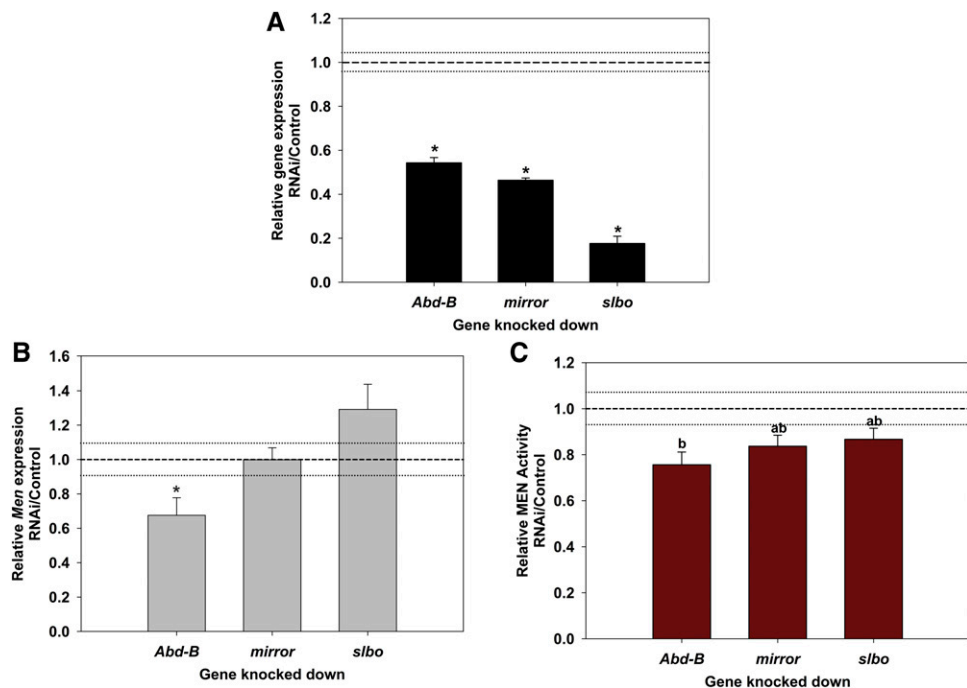 A
Relative gene expression
RNAi/Control
1.2
1.0
0.8
0.6
0.4
0.2
0.0
*
*
*
Abd-B mirror slbo
Gene knocked down
B
Relative Men expression
RNAi/Control
1.6
1.4
1.2
1.0
0.8
0.6
0.4
0.2
0.0
*
Abd-B mirror slbo
Gene knocked down
C
Relative MEN Activity
RNAi/Control
1.2
1.0
0.8
0.6
0.4
0.2
0.0
b ab ab
Abd-B mirror slbo
Gene knocked down